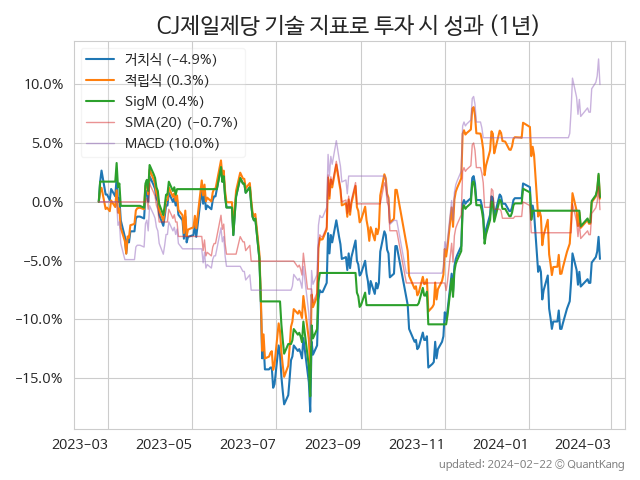 CJ제일제당 기술 지표로 투자 시 성과 (1년)
거치식 (−4.9%)
적립식 (0.3%)
SigM (0.4%)
SMA(20) (−0.7%)
MACD (10.0%)
10.0%
5.0%
0.0%
−5.0%
−10.0%
−15.0%
2023-03 2023-05 2023-07 2023-09 2023-11 2024-01 2024-03
updated: 2024-02-22 © QuantKang